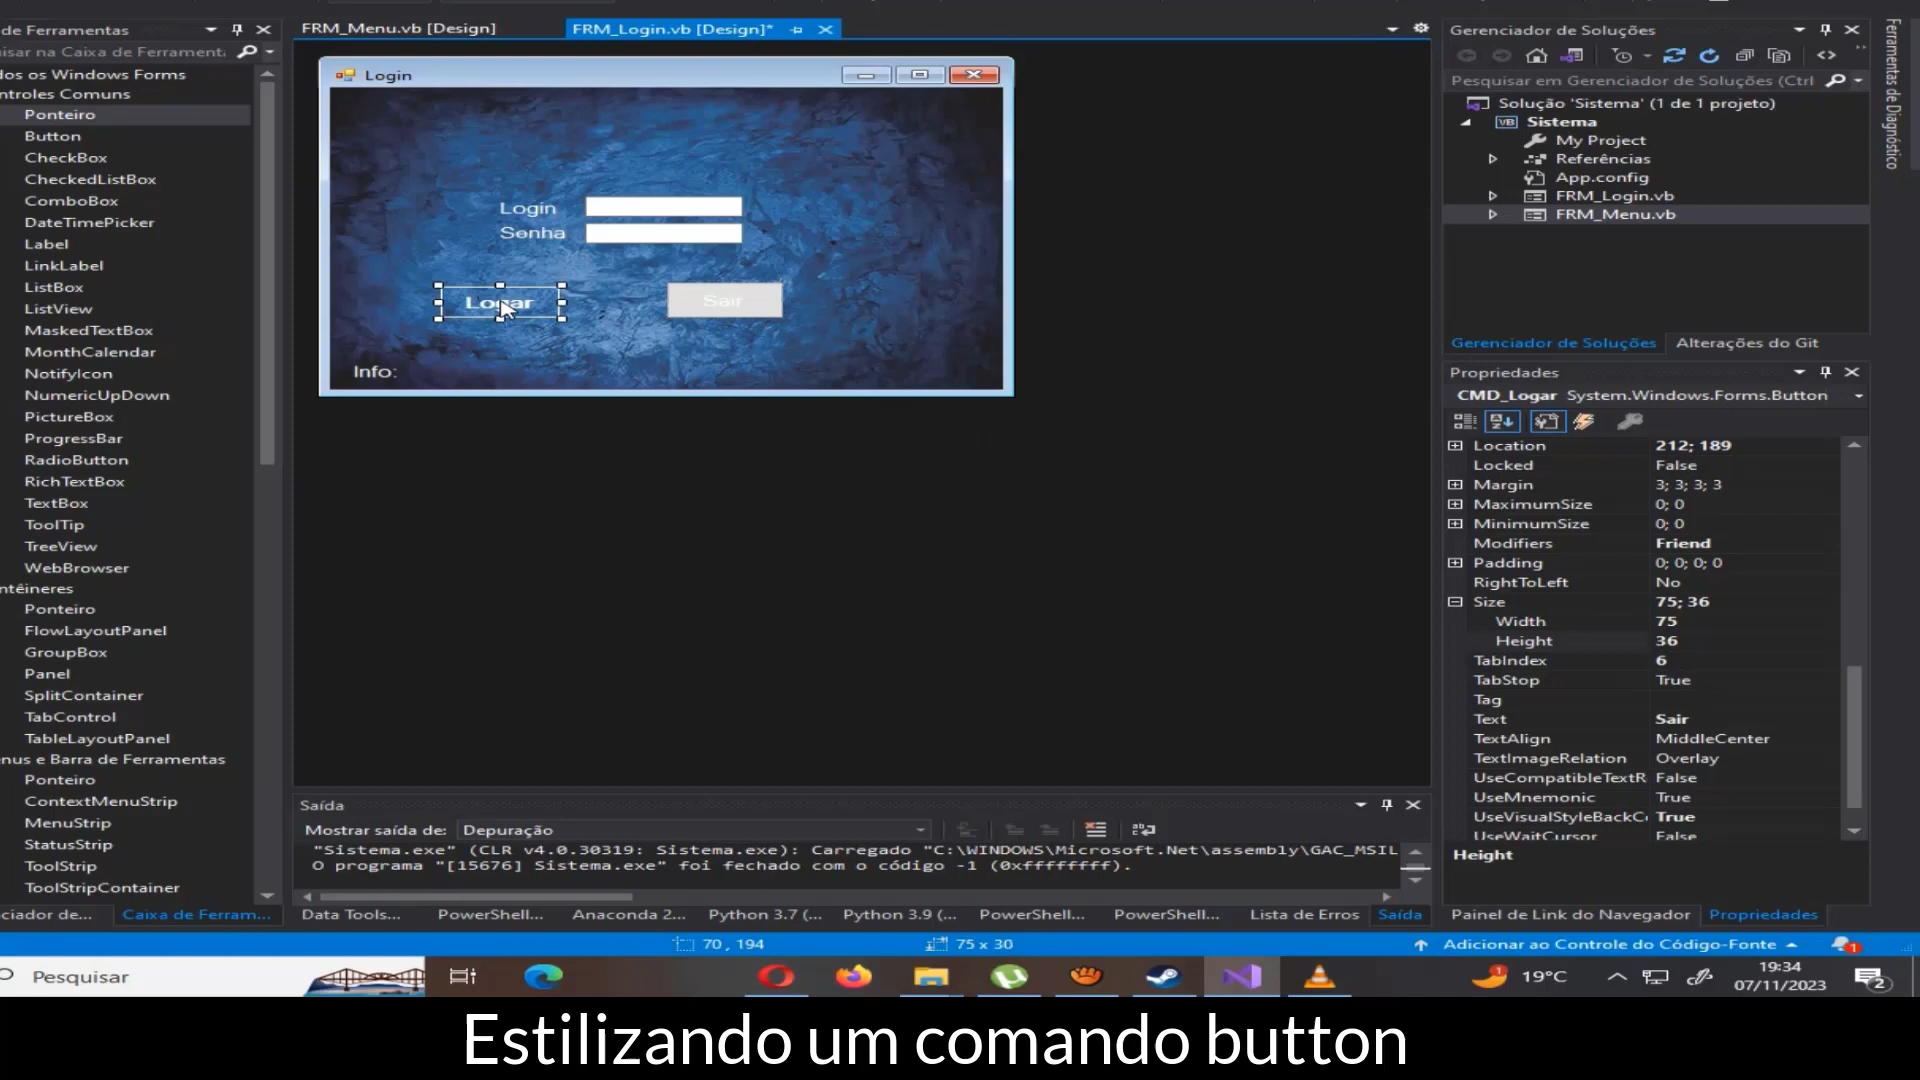 FRM_Menu.vb [Design]
FRM_Login.vb [Design]*
de Ferramentas
isar na Caixa de Ferrament
dos os Windows Forms
ntroles Comuns
Ponteiro
Button
CheckBox
CheckedListBox
ComboBox
DateTimePicker
Label
LinkLabel
ListBox
ListView
MaskedTextBox
MonthCalendar
NotifyIcon
NumericUpDown
PictureBox
ProgressBar
RadioButton
RichTextBox
TextBox
ToolTip
TreeView
WebBrowser
ntêineres
Ponteiro
FlowLayoutPanel
GroupBox
Panel
SplitContainer
TabControl
TableLayoutPanel
nus e Barra de Ferramentas
Ponteiro
ContextMenuStrip
MenuStrip
StatusStrip
ToolStrip
ToolStripContainer
ciador de...
Caixa de Ferram...
Login
Login
Senha
Logar
Sair
Info:
Saída
Mostrar saída de:
Depuração
"Sistema.exe" (CLR v4.0.30319: Sistema.exe): Carregado "C:\WINDOWS\Microsoft.Net\assembly\GAC_MSIL
O programa "[15676] Sistema.exe" foi fechado com o código -1 (0xffffffff).
Data Tools...
PowerShell...
Anaconda 2...
Python 3.7 (...
Python 3.9 (...
PowerShell...
PowerShell...
Lista de Erros
Saída
Gerenciador de Soluções
Pesquisar em Gerenciador de Soluções (Ctrl
Solução 'Sistema' (1 de 1 projeto)
VB Sistema
My Project
Referências
App.config
FRM_Login.vb
FRM_Menu.vb
Gerenciador de Soluções
Alterações do Git
Propriedades
CMD_Logar System.Windows.Forms.Button
Location 212; 189
Locked False
Margin 3; 3; 3; 3
MaximumSize 0; 0
MinimumSize 0; 0
Modifiers Friend
Padding 0; 0; 0; 0
RightToLeft No
Size 75; 36
Width 75
Height 36
TabIndex 6
TabStop True
Tag
Text Sair
TextAlign MiddleCenter
TextImageRelation Overlay
UseCompatibleTextR False
UseMnemonic True
UseVisualStyleBackC True
UseWaitCursor False
Height
Painel de Link do Navegador
Propriedades
Ferramentas de Diagnóstico
70 , 194
75 x 30
Adicionar ao Controle do Código-Fonte
1
Pesquisar
1
19°C
19:34
07/11/2023
2
Estilizando um comando button